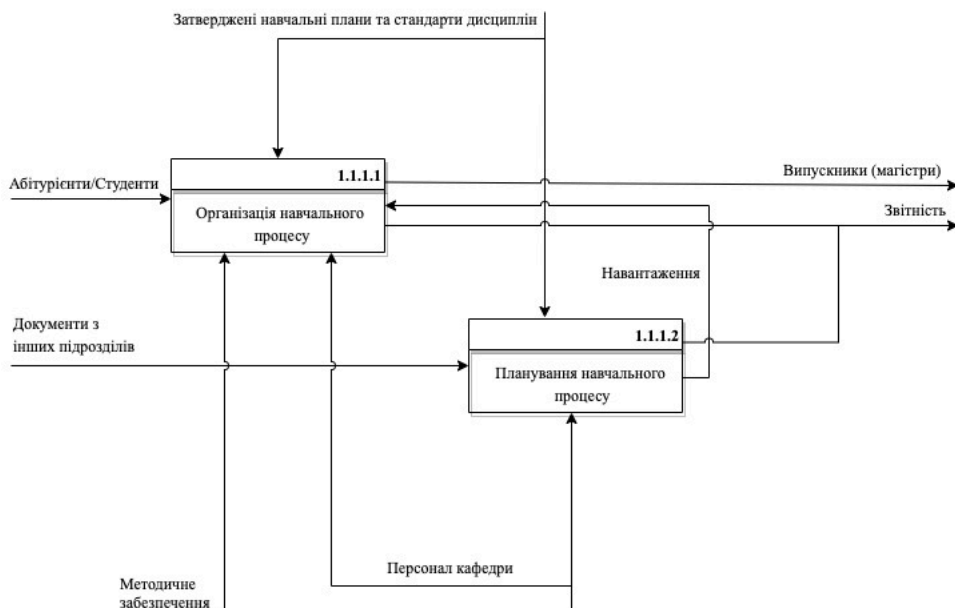 Затверджені навчальні плани та стандарти дисциплін
1.1.1.1
Абітурієнти/Студенти
Випускники (магістри)
Організація навчального
процесу
Звітність
Навантаження
Документи з
інших підрозділів
1.1.1.2
Планування навчального
процесу
Персонал кафедри
Методичне
забезпечення